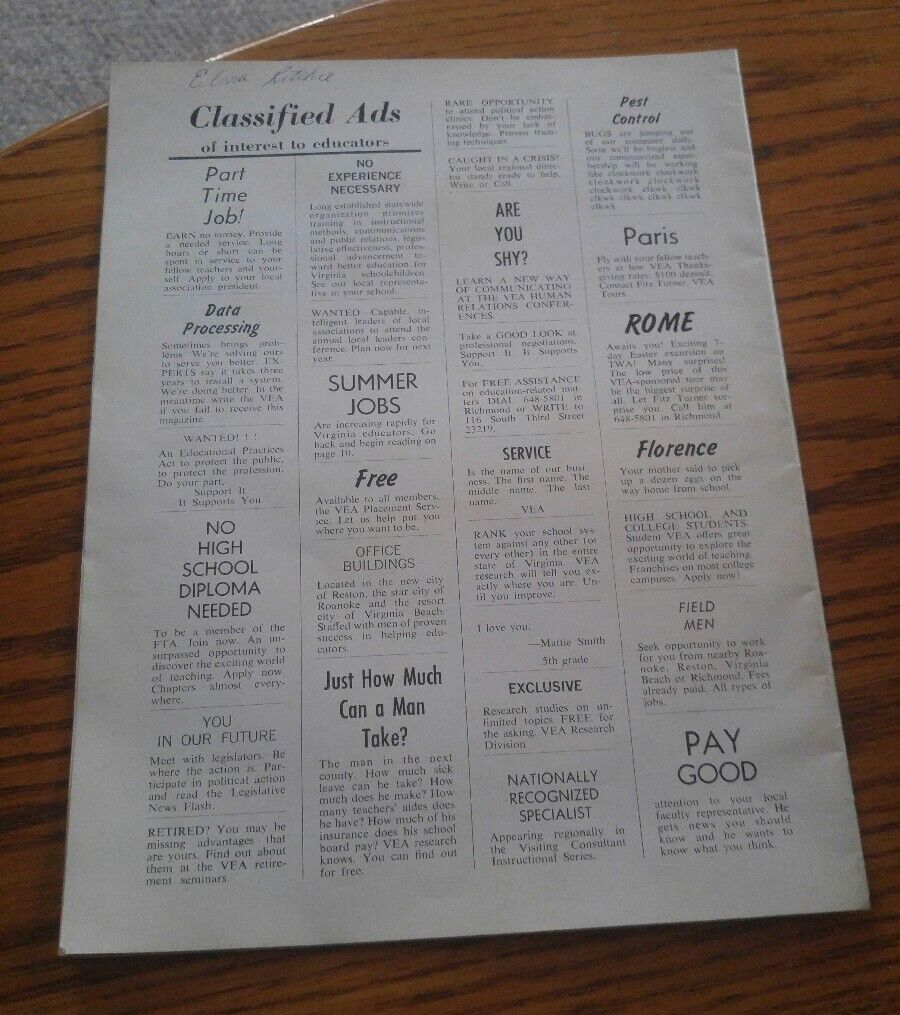 Elna Ritchie
Classified Ads
of interest to educators
Part
Time
Job!
EARN no money. Provide
a needed service. Long
hours or short can be
spent in service to your
fellow teachers and your-
self. Apply to your local
association president.
Data
Processing
Sometimes brings prob-
lems. We're solving ours
to serve you better. EX-
PERTS say it takes three
years to install a system.
We're doing better. In the
meantime write the VEA
if you fail to receive this
magazine.
WANTED! ! !
An Educational Practices
Act to protect the public,
to protect the profession.
Do your part.
Support It
It Supports You
NO
HIGH
SCHOOL
DIPLOMA
NEEDED
To be a member of the
FTA. Join now. An un-
surpassed opportunity to
discover the exciting world
of teaching. Apply now.
Chapters almost every-
where.
YOU
IN OUR FUTURE
Meet with legislators. Be
where the action is. Par-
ticipate in political action
and read the Legislative
News Flash.
RETIRED? You may be
missing advantages that
are yours. Find out about
them at the VEA retire-
ment seminars.
NO
EXPERIENCE
NECESSARY
Long established statewide
organization promises
training in instructional
methods, communications
and public relations, legis-
lative effectiveness, profes-
sional advancement to-
ward better education for
Virginia schoolchildren.
See our local representa-
tive in your school.
WANTED—Capable, in-
telligent leaders of local
associations to attend the
annual local leaders con-
ference. Plan now for next
year.
SUMMER
JOBS
Are increasing rapidly for
Virginia educators. Go
back and begin reading on
page 10.
Free
Available to all members,
the VEA Placement Serv-
ice. Let us help put you
where you want to be.
OFFICE
BUILDINGS
Located in the new city
of Reston, the star city of
Roanoke and the resort
city of Virginia Beach.
Staffed with men of proven
success in helping edu-
cators.
Just How Much
Can a Man
Take?
The man in the next
county. How much sick
leave can he take? How
much does he make? How
many teachers' aides does
he have? How much of his
insurance does his school
board pay? VEA research
knows. You can find out
for free.
RARE OPPORTUNITY
to attend political action
clinics. Don't be embar-
rassed by your lack of
knowledge. Proven train-
ing techniques.
CAUGHT IN A CRISIS?
Your local regional direc-
tor stands ready to help.
Write or Call.
ARE
YOU
SHY?
LEARN A NEW WAY
OF COMMUNICATING
AT THE VEA HUMAN
RELATIONS CONFER-
ENCES.
Take a GOOD LOOK at
professional negotiations.
Support It. It Supports
You.
For FREE ASSISTANCE
on education-related mat-
ters DIAL 648-5801 in
Richmond or WRITE to
116 South Third Street
23219.
SERVICE
Is the name of our busi-
ness. The first name. The
middle name. The last
name.
VEA
RANK your school sys-
tem against any other (or
every other) in the entire
state of Virginia. VEA
research will tell you ex-
actly where you are. Un-
til you improve.
I love you.
—Mattie Smith
5th grade
EXCLUSIVE
Research studies on un-
limited topics FREE for
the asking. VEA Research
Division
NATIONALLY
RECOGNIZED
SPECIALIST
Appearing regionally in
the Visiting Consultant
Instructional Series.
Pest
Control
BUGS are jumping out
of our computer daily.
Soon we'll be bugless and
our computerized mem-
bership will be working
like clockwork clockwork
clockwork clockwork
clockwork clkwk clkwk
clkwk clkwk clkwk clkwk
clkwk
Paris
Fly with your fellow teach-
ers at low VEA Thanks-
giving rates. $100 deposit.
Contact Fitz Turner, VEA
Tours.
ROME
Awaits you! Exciting 7-
day Easter excursion on
TWA. Many surprises!
The low price of this
VEA-sponsored tour may
be the biggest surprise of
all. Let Fitz Turner sur-
prise you. Call him at
648-5801 in Richmond.
Florence
Your mother said to pick
up a dozen eggs on the
way home from school.
HIGH SCHOOL AND
COLLEGE STUDENTS.
Student VEA offers great
opportunity to explore the
exciting world of teaching.
Franchises on most college
campuses. Apply now!
FIELD
MEN
Seek opportunity to work
for you from nearby Roa-
noke, Reston, Virginia
Beach or Richmond. Fees
already paid. All types of
jobs.
PAY
GOOD
attention to your local
faculty representative. He
gets news you should
know and he wants to
know what you think.